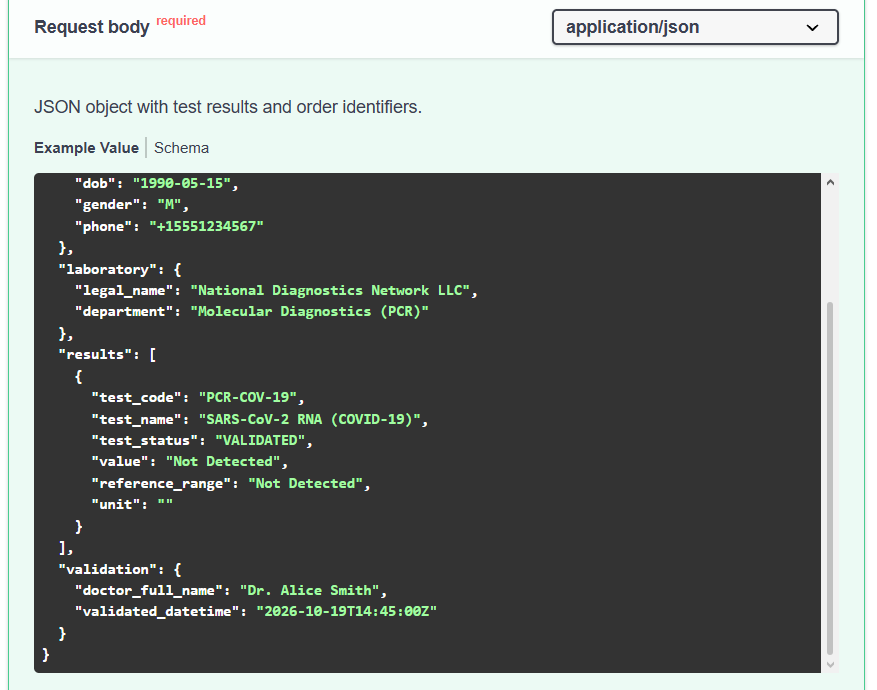 Request body required
application/json
JSON object with test results and order identifiers.
Example Value Schema
"dob": "1990-05-15",
"gender": "M",
"phone": "+15551234567"
},
"laboratory": {
"legal_name": "National Diagnostics Network LLC",
"department": "Molecular Diagnostics (PCR)"
},
"results": [
{
"test_code": "PCR-COV-19",
"test_name": "SARS-CoV-2 RNA (COVID-19)",
"test_status": "VALIDATED",
"value": "Not Detected",
"reference_range": "Not Detected",
"unit": ""
}
],
"validation": {
"doctor_full_name": "Dr. Alice Smith",
"validated_datetime": "2026-10-19T14:45:00Z"
}
}